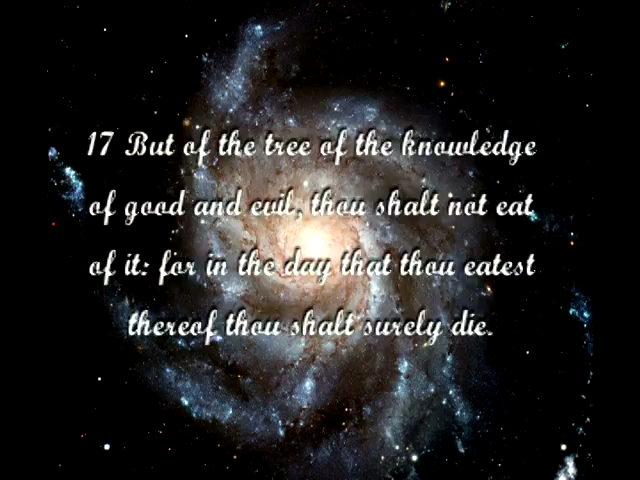 17 But of the tree of the knowledge
of good and evil, thou shalt not eat
of it: for in the day that thou eatest
thereof thou shalt surely die.